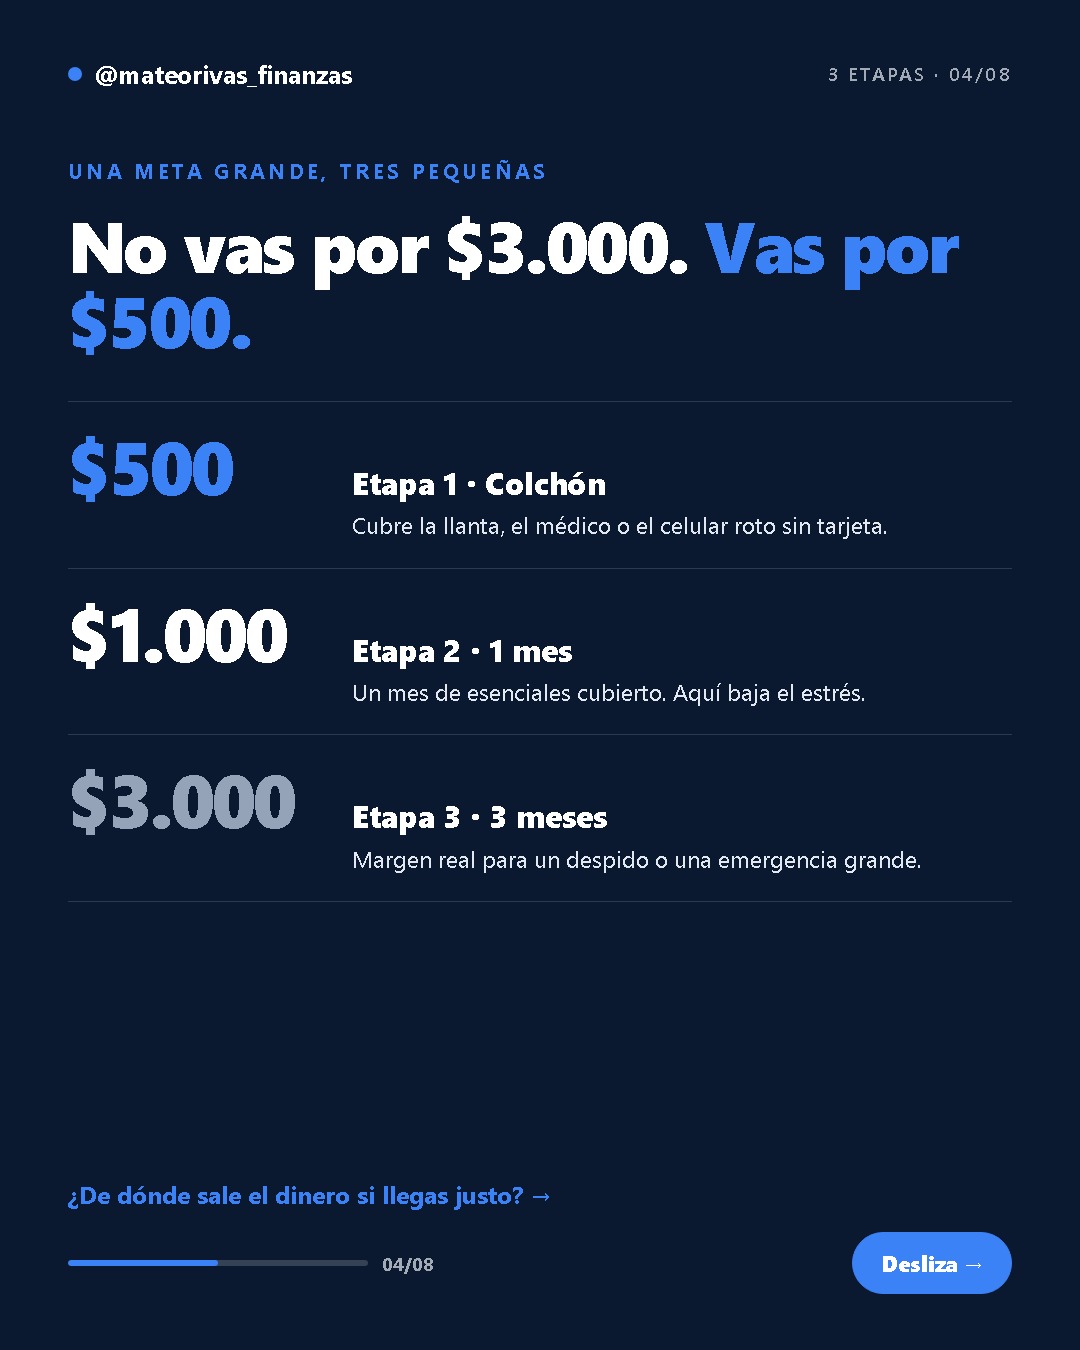 @mateorivas_finanzas
3 ETAPAS · 04/08
UNA META GRANDE, TRES PEQUEÑAS
No vas por $3.000. Vas por
$500.
$500
Etapa 1 · Colchón
Cubre la llanta, el médico o el celular roto sin tarjeta.
$1.000
Etapa 2 · 1 mes
Un mes de esenciales cubierto. Aquí baja el estrés.
$3.000
Etapa 3 · 3 meses
Margen real para un despido o una emergencia grande.
¿De dónde sale el dinero si llegas justo? →
04/08
Desliza →